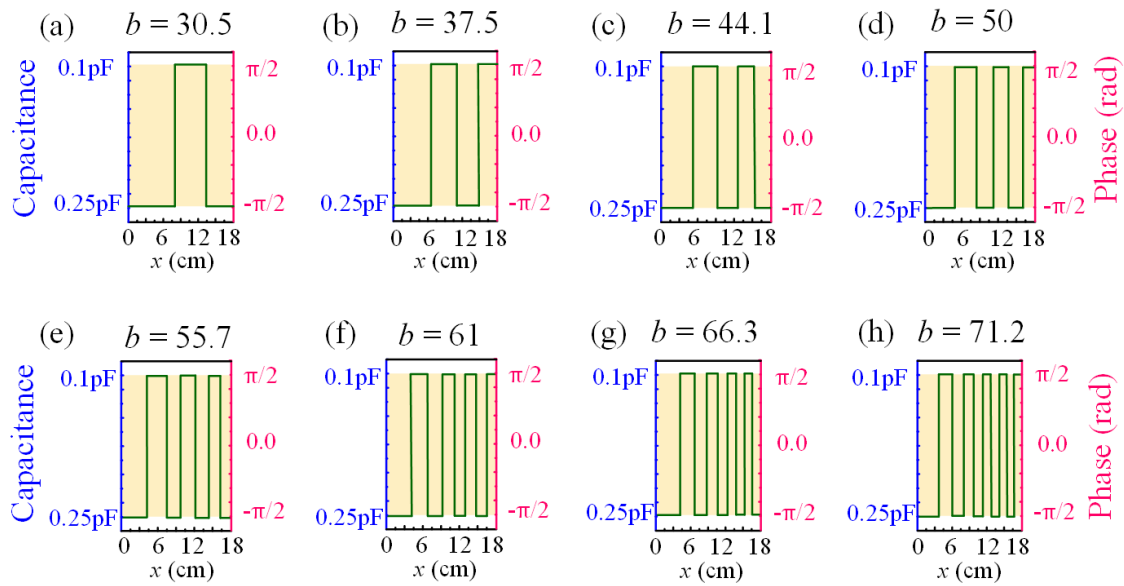 (a) b = 30.5
(b) b = 37.5
(c) b = 44.1
(d) b = 50
Capacitance
0.1pF
0.25pF
π/2
0.0
-π/2
0 6 12 18
x (cm)
0.1pF
0.25pF
π/2
0.0
-π/2
0 6 12 18
x (cm)
0.1pF
0.25pF
π/2
0.0
-π/2
0 6 12 18
x (cm)
0.1pF
0.25pF
π/2
0.0
-π/2
0 6 12 18
x (cm)
Phase (rad)
(e) b = 55.7
(f) b = 61
(g) b = 66.3
(h) b = 71.2
Capacitance
0.1pF
0.25pF
π/2
0.0
-π/2
0 6 12 18
x (cm)
0.1pF
0.25pF
π/2
0.0
-π/2
0 6 12 18
x (cm)
0.1pF
0.25pF
π/2
0.0
-π/2
0 6 12 18
x (cm)
0.1pF
0.25pF
π/2
0.0
-π/2
0 6 12 18
x (cm)
Phase (rad)